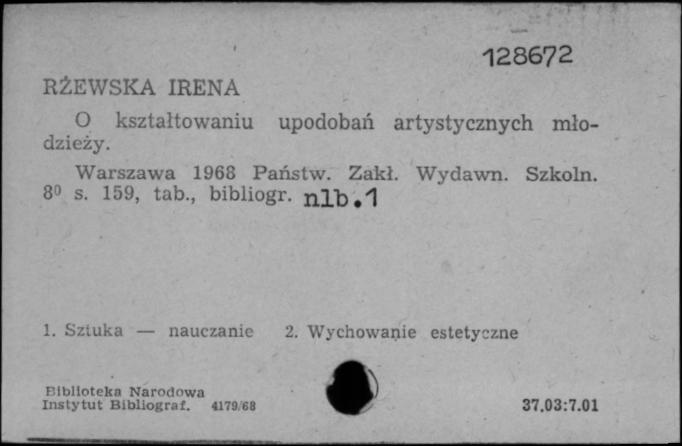 128672
RŻEWSKA IRENA
O kształtowaniu upodobań artystycznych mło-
dzieży.
Warszawa 1968 Państw. Zakł. Wydawn. Szkoln.
8⁰ s. 159, tab., bibliogr. nlb.1
1. Sztuka — nauczanie 2. Wychowanie estetyczne
Biblioteka Narodowa
Instytut Bibliograf. 4179/68
37.03:7.01